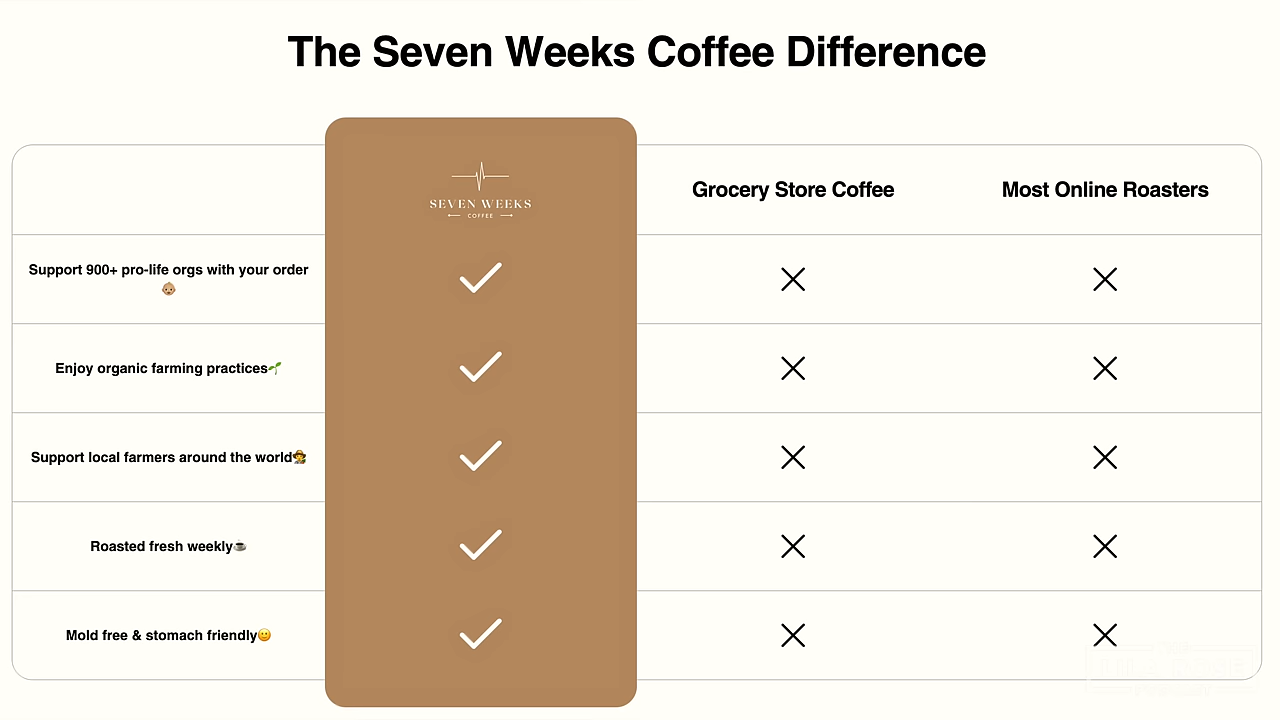 The Seven Weeks Coffee Difference
SEVEN WEEKS
COFFEE
Grocery Store Coffee
Most Online Roasters
Support 900+ pro-life orgs with your order
Enjoy organic farming practices
Support local farmers around the world
Roasted fresh weekly
Mold free & stomach friendly